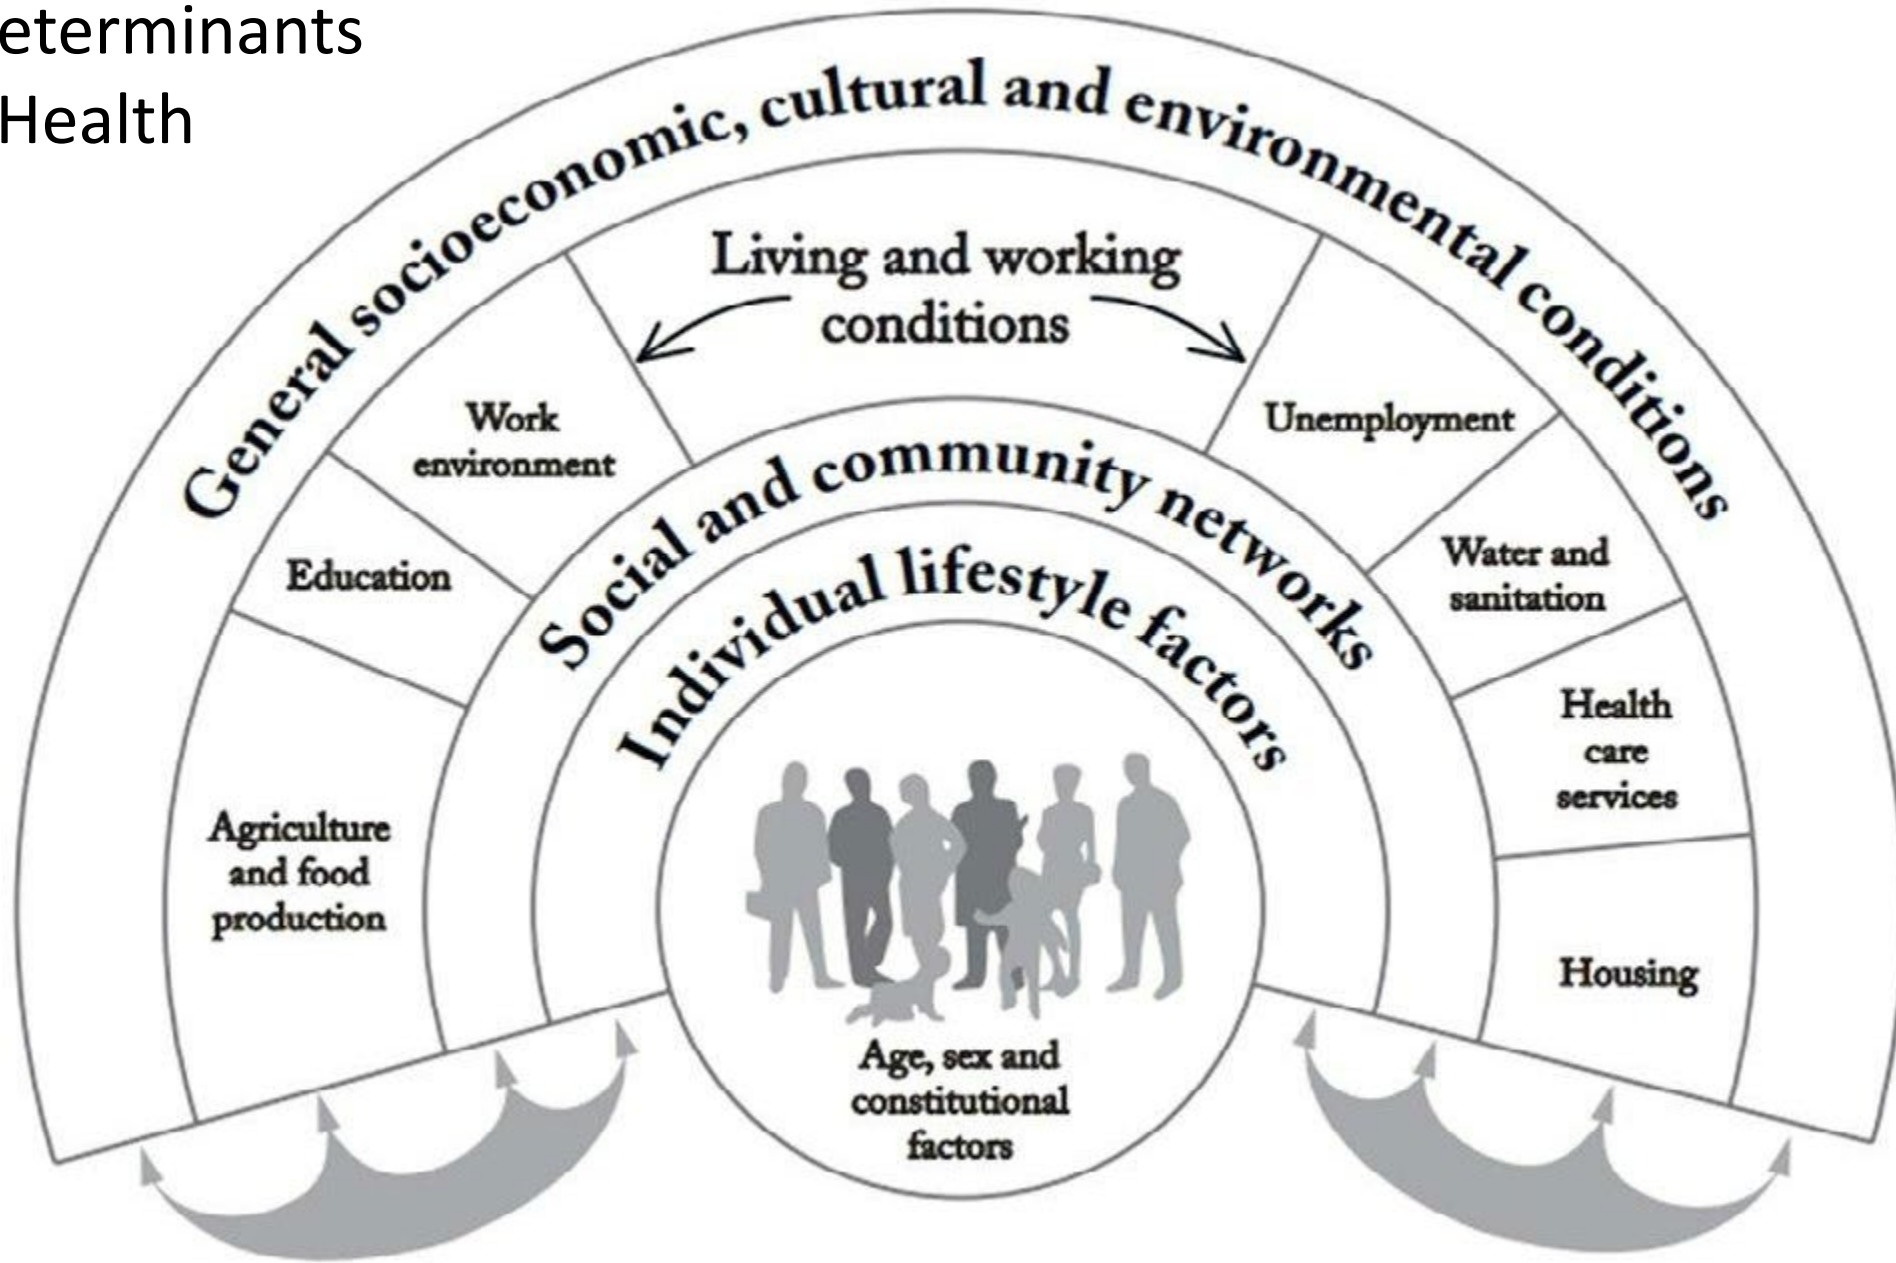 eterminants
Health
General socioeconomic, cultural and environmental conditions
Living and working
conditions
Work
environment
Unemployment
Education
Water and
sanitation
Agriculture
and food
production
Health
care
services
Housing
Social and community networks
Individual lifestyle factors
Age, sex and
constitutional
factors